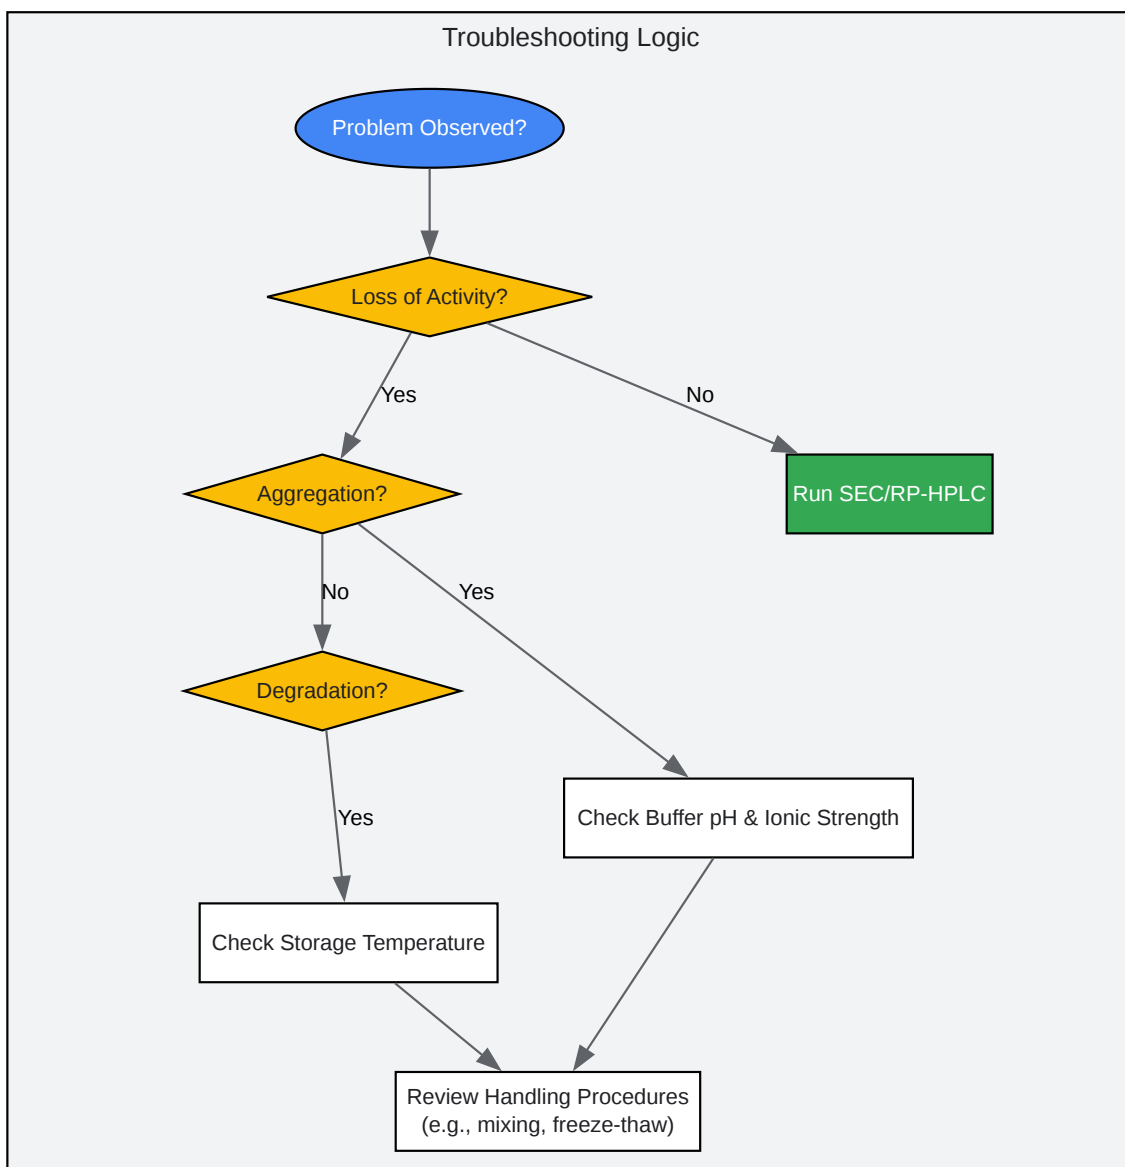 Troubleshooting Logic
Problem Observed?
Loss of Activity?
Yes
No
Aggregation?
Run SEC/RP-HPLC
No
Yes
Degradation?
Yes
Check Buffer pH & Ionic Strength
Check Storage Temperature
Review Handling Procedures
(e.g., mixing, freeze-thaw)